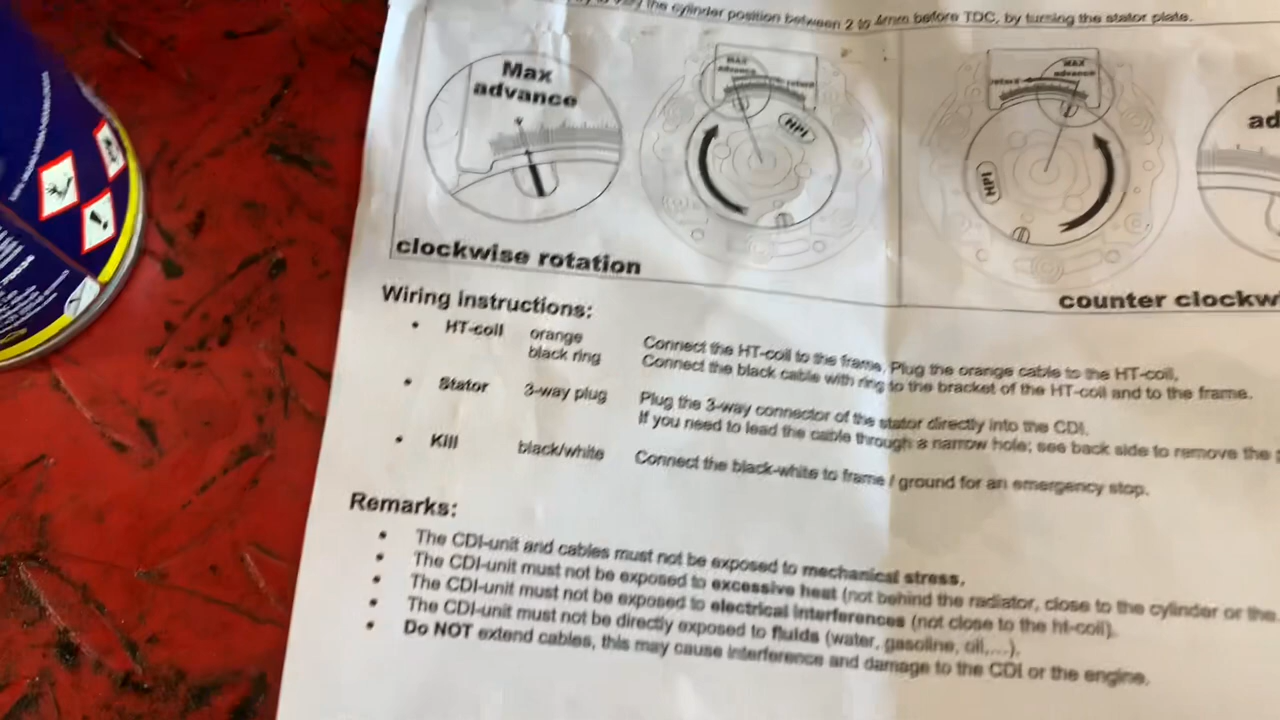 the cylinder position between 2 to 4mm before TDC, by turning the stator plate.
Max
advance
MAX
advance
retard
HPI
MAX
advance
retard
HPI
ad
clockwise rotation
counter clockw
Wiring instructions:
• HT-coil orange Connect the HT-coil to the frame, Plug the orange cable to the HT-coil,
black ring Connect the black cable with ring to the bracket of the HT-coil and to the frame.
• Stator 3-way plug Plug the 3-way connector of the stator directly into the CDI.
If you need to lead the cable through a narrow hole; see back side to remove the
• Kill black/white Connect the black-white to frame / ground for an emergency stop.
Remarks:
• The CDI-unit and cables must not be exposed to mechanical stress.
• The CDI-unit must not be exposed to excessive heat (not behind the radiator, close to the cylinder or the
• The CDI-unit must not be exposed to electrical interferences (not close to the ht-coil).
• The CDI-unit must not be directly exposed to fluids (water, gasoline, oil,...).
• Do NOT extend cables, this may cause interference and damage to the CDI or the engine.